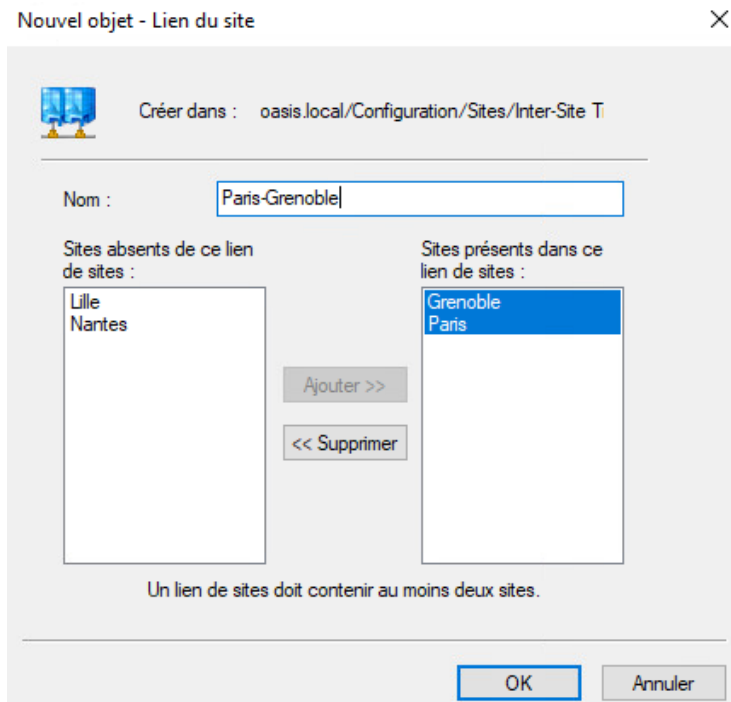 Nouvel objet - Lien du site
Créer dans : oasis.local/Configuration/Sites/Inter-Site T
Nom : Paris-Grenoble
Sites absents de ce lien
de sites :
Lille
Nantes
Ajouter >>
<< Supprimer
Sites présents dans ce
lien de sites :
Grenoble
Paris
Un lien de sites doit contenir au moins deux sites.
OK
Annuler